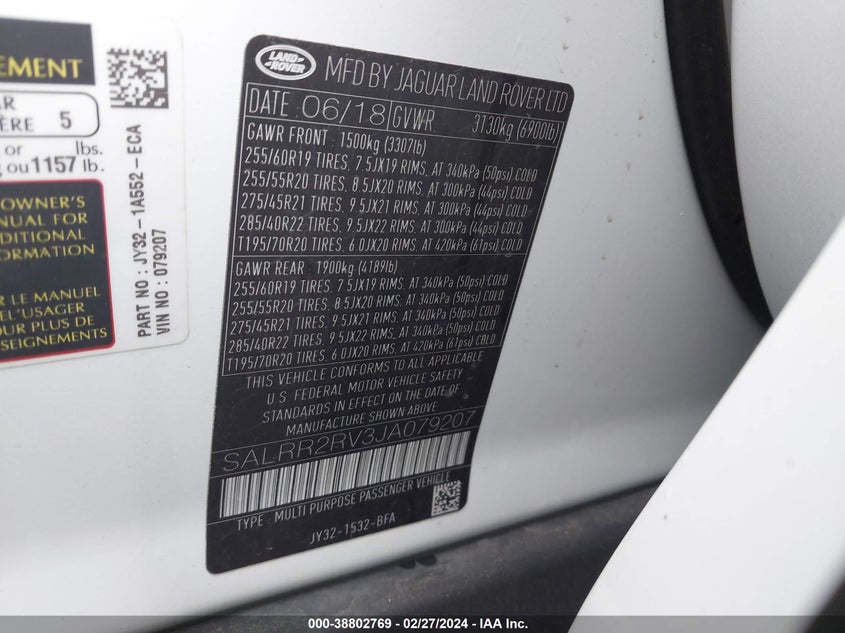 EMENT
R
ÈRE 5
or lbs.
ou 1157 lb.
OWNER'S
MANUAL FOR
ADDITIONAL
FORMATION
R LE MANUEL
EL'USAGER
POUR PLUS DE
SEIGNEMENTS
PART NO : JY32-1A552-ECA
VIN NO : 079207
LAND ROVER
MFD BY JAGUAR LAND ROVER LTD
DATE 06/18 GVWR 3130kg (6900lb)
GAWR FRONT : 1500kg (3307lb)
255/60R19 TIRES, 7.5JX19 RIMS, AT 340kPa (50psi) COLD
255/55R20 TIRES, 8.5JX20 RIMS, AT 300kPa (44psi) COLD
275/45R21 TIRES, 9.5JX21 RIMS, AT 300kPa (44psi) COLD
285/40R22 TIRES, 9.5JX22 RIMS, AT 300kPa (44psi) COLD
T195/70R20 TIRES, 6.0JX20 RIMS, AT 420kPa (61psi) COLD
GAWR REAR : 1900kg (4189lb)
255/60R19 TIRES, 7.5JX19 RIMS, AT 340kPa (50psi) COLD
255/55R20 TIRES, 8.5JX20 RIMS, AT 340kPa (50psi) COLD
275/45R21 TIRES, 9.5JX21 RIMS, AT 340kPa (50psi) COLD
285/40R22 TIRES, 9.5JX22 RIMS, AT 340kPa (50psi) COLD
T195/70R20 TIRES, 6.0JX20 RIMS, AT 420kPa (61psi) COLD
THIS VEHICLE CONFORMS TO ALL APPLICABLE
U.S. FEDERAL MOTOR VEHICLE SAFETY
STANDARDS IN EFFECT ON THE DATE OF
MANUFACTURE SHOWN ABOVE
SALRR2RV3JA079207
TYPE : MULTI PURPOSE PASSENGER VEHICLE
JY32-1532-BFA
000-38802769 - 02/27/2024 - IAA Inc.